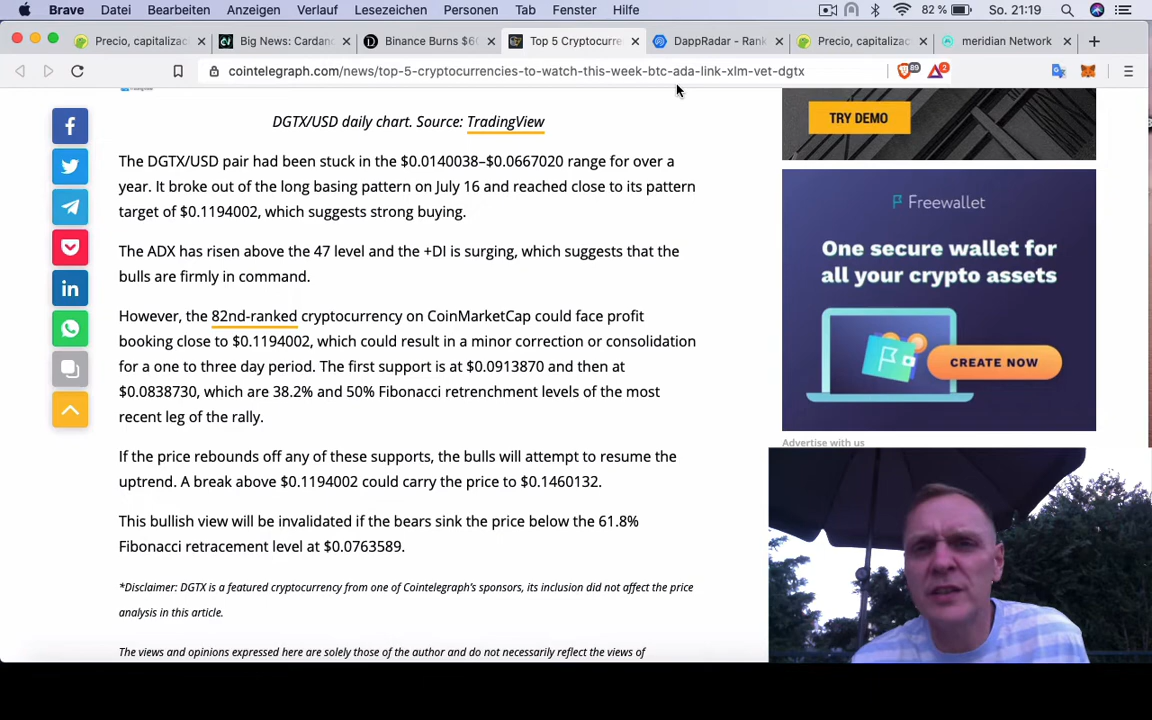 Brave Datei Bearbeiten Anzeigen Verlauf Lesezeichen Personen Tab Fenster Hilfe 82 % So. 21:19
Precio, capitalizac Big News: Cardan Binance Burns $60 Top 5 Cryptocurre DappRadar - Rank Precio, capitalizac meridian Network
cointelegraph.com/news/top-5-cryptocurrencies-to-watch-this-week-btc-ada-link-xlm-vet-dgtx 89 2
DGTX/USD daily chart. Source: TradingView
The DGTX/USD pair had been stuck in the $0.0140038–$0.0667020 range for over a
year. It broke out of the long basing pattern on July 16 and reached close to its pattern
target of $0.1194002, which suggests strong buying.
The ADX has risen above the 47 level and the +DI is surging, which suggests that the
bulls are firmly in command.
However, the 82nd-ranked cryptocurrency on CoinMarketCap could face profit
booking close to $0.1194002, which could result in a minor correction or consolidation
for a one to three day period. The first support is at $0.0913870 and then at
$0.0838730, which are 38.2% and 50% Fibonacci retrenchment levels of the most
recent leg of the rally.
If the price rebounds off any of these supports, the bulls will attempt to resume the
uptrend. A break above $0.1194002 could carry the price to $0.1460132.
This bullish view will be invalidated if the bears sink the price below the 61.8%
Fibonacci retracement level at $0.0763589.
*Disclaimer: DGTX is a featured cryptocurrency from one of Cointelegraph's sponsors, its inclusion did not affect the price
analysis in this article.
The views and opinions expressed here are solely those of the author and do not necessarily reflect the views of
TRY DEMO
Freewallet
One secure wallet for
all your crypto assets
CREATE NOW
Advertise with us